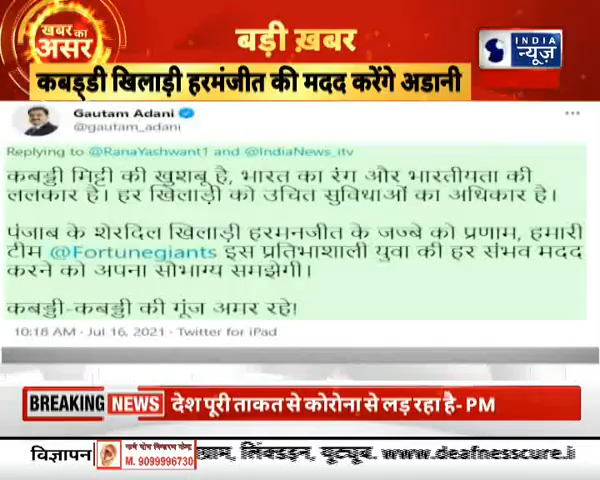 खबर का
असर
बड़ी ख़बर
INDIA
न्यूज़
कबड्डी खिलाड़ी हरमंजीत की मदद करेंगे अडानी
Gautam Adani
@gautam_adani
Replying to @RanaYashwant1 and @IndiaNews_itv
कबड्डी मिट्टी की खुशबू है, भारत का रंग और भारतीयता की
ललकार है। हर खिलाड़ी को उचित सुविधाओं का अधिकार है।
पंजाब के शेरदिल खिलाड़ी हरमनजीत के जज्बे को प्रणाम, हमारी
टीम @Fortunegiants इस प्रतिभाशाली युवा की हर संभव मदद
करने को अपना सौभाग्य समझेगी।
कबड्डी-कबड्डी की गूंज अमर रहे!
10:18 AM · Jul 16, 2021 · Twitter for iPad
BREAKING NEWS देश पूरी ताकत से कोरोना से लड़ रहा है- PM
विज्ञापन
M. 9099996730
ग्राम, लिंक्डइन, यूट्यूब. www.deafnesscure.i